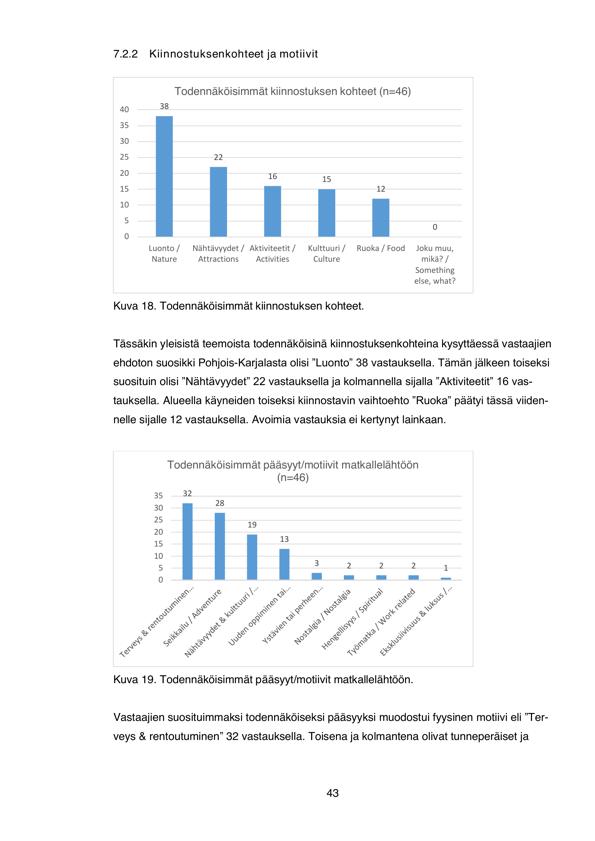 7.2.2 Kiinnostuksenkohteet ja motiivit
Todennäköisimmät kiinnostuksen kohteet (n=46)
40
35
30
25
20
15
10
5
0
38
22
16
15
12
0
Luonto /
Nature
Nähtävyydet /
Attractions
Aktiviteetit /
Activities
Kulttuuri /
Culture
Ruoka / Food
Joku muu,
mikä? /
Something
else, what?
Kuva 18. Todennäköisimmät kiinnostuksen kohteet.
Tässäkin yleisistä teemoista todennäköisinä kiinnostuksenkohteina kysyttäessä vastaajien
ehdoton suosikki Pohjois-Karjalasta olisi ”Luonto” 38 vastauksella. Tämän jälkeen toiseksi
suosituin olisi ”Nähtävyydet” 22 vastauksella ja kolmannella sijalla ”Aktiviteetit” 16 vas-
tauksella. Alueella käyneiden toiseksi kiinnostavin vaihtoehto ”Ruoka” päätyi tässä viiden-
nelle sijalle 12 vastauksella. Avoimia vastauksia ei kertynyt lainkaan.
Todennäköisimmät pääsyyt/motiivit matkallelähtöön
(n=46)
35
30
25
20
15
10
5
0
32
28
19
13
3
2
2
2
1
Terveys & rentoutuminen…
Seikkailu / Adventure
Nähtävyydet & kulttuuri /…
Uuden oppiminen tai…
Ystävien tai perheen…
Nostalgia / Nostalgia
Hengellisyys / Spiritual
Työmatka / Work related
Eksklusiivisuus & luksus /…
Kuva 19. Todennäköisimmät pääsyyt/motiivit matkallelähtöön.
Vastaajien suosituimmaksi todennäköiseksi pääsyyksi muodostui fyysinen motiivi eli ”Ter-
veys & rentoutuminen” 32 vastauksella. Toisena ja kolmantena olivat tunneperäiset ja
43